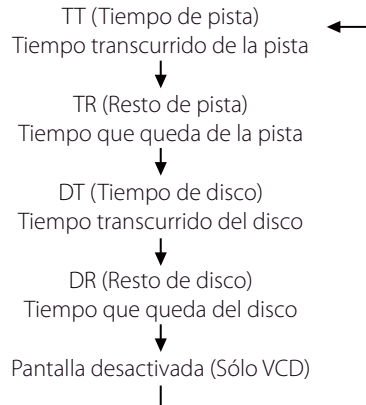 TT (Tiempo de pista)
Tiempo transcurrido de la pista
TR (Resto de pista)
Tiempo que queda de la pista
DT (Tiempo de disco)
Tiempo transcurrido del disco
DR (Resto de disco)
Tiempo que queda del disco
Pantalla desactivada (Sólo VCD)